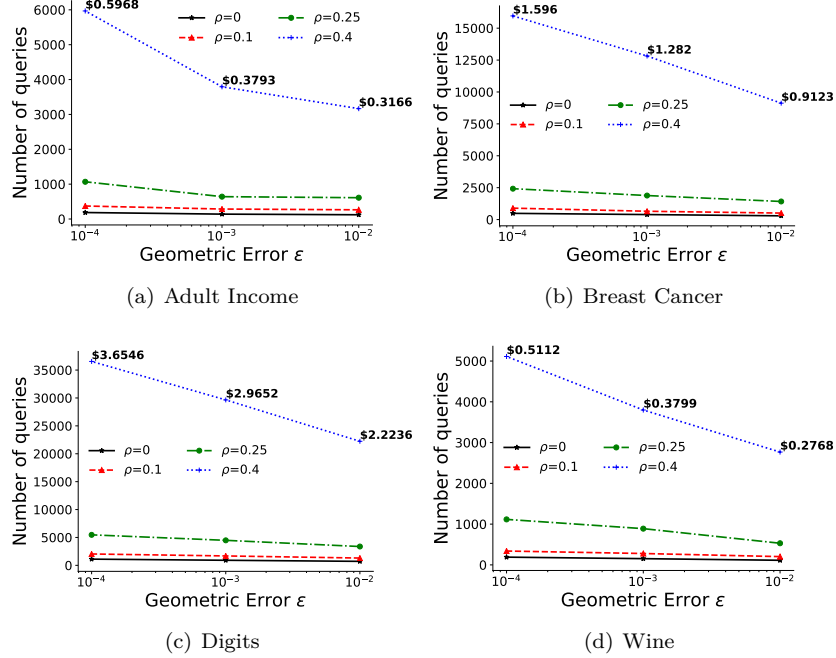 6000
5000
4000
3000
2000
1000
0
Number of queries
$0.5968
$0.3793
$0.3166
ρ=0
ρ=0.1
ρ=0.25
ρ=0.4
10⁻⁴
10⁻³
10⁻²
Geometric Error ε
(a) Adult Income
15000
12500
10000
7500
5000
2500
0
Number of queries
$1.596
$1.282
$0.9123
ρ=0
ρ=0.1
ρ=0.25
ρ=0.4
10⁻⁴
10⁻³
10⁻²
Geometric Error ε
(b) Breast Cancer
35000
30000
25000
20000
15000
10000
5000
0
Number of queries
$3.6546
$2.9652
$2.2236
ρ=0
ρ=0.1
ρ=0.25
ρ=0.4
10⁻⁴
10⁻³
10⁻²
Geometric Error ε
(c) Digits
5000
4000
3000
2000
1000
0
Number of queries
$0.5112
$0.3799
$0.2768
ρ=0
ρ=0.1
ρ=0.25
ρ=0.4
10⁻⁴
10⁻³
10⁻²
Geometric Error ε
(d) Wine